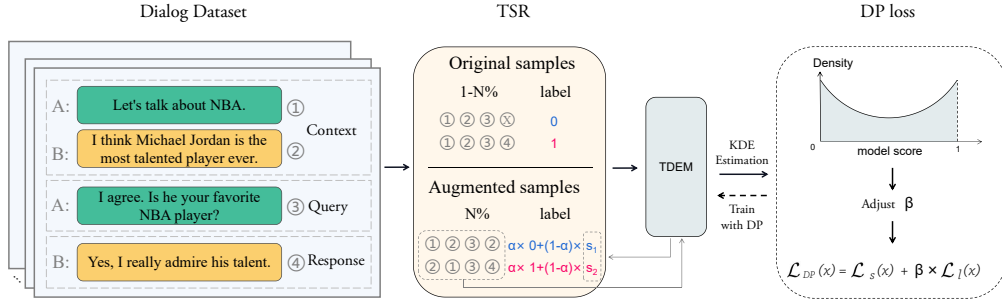 Dialog Dataset
TSR
DP loss
A:
Let's talk about NBA.
①
B:
I think Michael Jordan is the
most talented player ever.
②
Context
A:
I agree. Is he your favorite
NBA player?
③ Query
B:
Yes, I really admire his talent.
④ Response
Original samples
1-N% label
① ② ③ Ⓧ 0
① ② ③ ④ 1
Augmented samples
N% label
① ② ③ ② α× 0+(1-α)× s₁
② ① ③ ④ α× 1+(1-α)× s₂
TDEM
KDE
Estimation
Train
with DP
Density
0
model score
1
Adjust β
𝓛_DP(x) = 𝓛_s(x) + β × 𝓛_l(x)